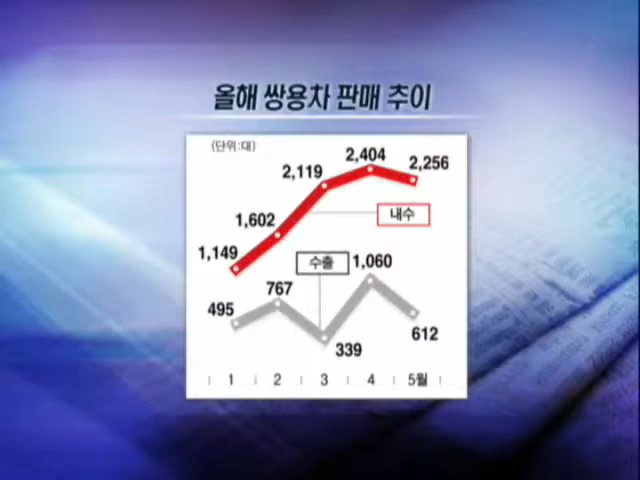 올해 쌍용차 판매 추이
(단위:대)
2,404
2,119
2,256
1,602
내수
1,149
수출
1,060
767
495
612
339
1 2 3 4 5월